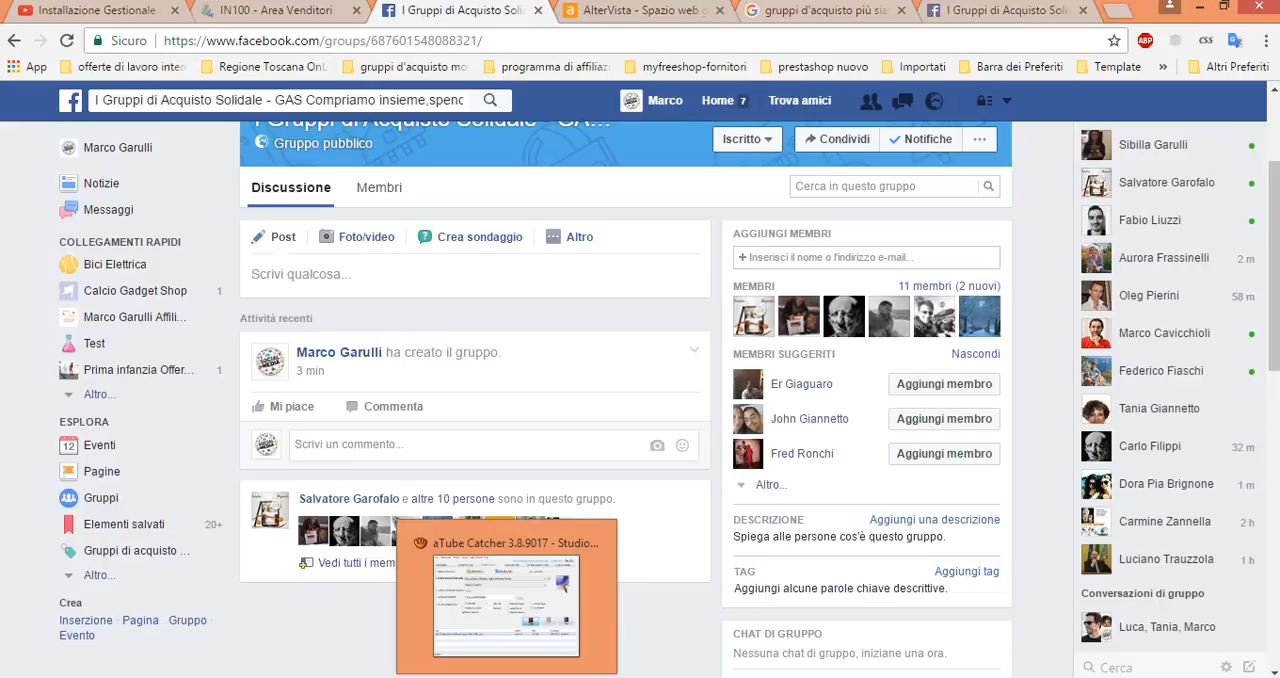 Installazione Gestionale
IN100 - Area Venditori
I Gruppi di Acquisto Solid
AlterVista - Spazio web g
gruppi d'acquisto più sia
I Gruppi di Acquisto Soli
Sicuro
https://www.facebook.com/groups/687601548088321/
ABP
CSS
App
offerte di lavoro inter
Regione Toscana OnL
gruppi d'acquisto mo
programma di affiliaz
myfreeshop-fornitori
prestashop nuovo
Importati
Barra dei Preferiti
Template
»
Altri Preferiti
I Gruppi di Acquisto Solidale - GAS Compriamo insieme,spenc
Marco
Home 7
Trova amici
I Gruppi di Acquisto Solidale - GA...
Gruppo pubblico
Iscritto
Condividi
Notifiche
Discussione
Membri
Cerca in questo gruppo
Marco Garulli
Notizie
Messaggi
COLLEGAMENTI RAPIDI
Bici Elettrica
Calcio Gadget Shop 1
Marco Garulli Affili...
Test
Prima infanzia Offer... 1
Altro...
ESPLORA
12 Eventi
Pagine
Gruppi
Elementi salvati 20+
Gruppi di acquisto ...
Altro...
Crea
Inserzione · Pagina · Gruppo ·
Evento
Post
Foto/video
Crea sondaggio
Altro
Scrivi qualcosa...
Attività recenti
SOCIAL MEDIA
Marco Garulli ha creato il gruppo.
3 min
Mi piace
Commenta
Scrivi un commento...
Salvatore Garofalo e altre 10 persone sono in questo gruppo.
Vedi tutti i mem
aTube Catcher 3.8.9017 - Studio...
AGGIUNGI MEMBRI
+ Inserisci il nome o l'indirizzo e-mail...
MEMBRI
11 membri (2 nuovi)
MEMBRI SUGGERITI
Nascondi
Er Giaguaro
Aggiungi membro
John Giannetto
Aggiungi membro
Fred Ronchi
Aggiungi membro
Altro...
DESCRIZIONE
Aggiungi una descrizione
Spiega alle persone cos'è questo gruppo.
TAG
Aggiungi tag
Aggiungi alcune parole chiave descrittive.
CHAT DI GRUPPO
Nessuna chat di gruppo, iniziane una ora.
Sibilla Garulli
Salvatore Garofalo
Fabio Liuzzi
Aurora Frassinelli 2 m
Oleg Pierini 58 m
Marco Cavicchioli
Federico Fiaschi
Tania Giannetto
Carlo Filippi 32 m
Dora Pia Brignone 1 m
Carmine Zannella 2 h
Luciano Trauzzola 1 h
Conversazioni di gruppo
Luca, Tania, Marco
Cerca